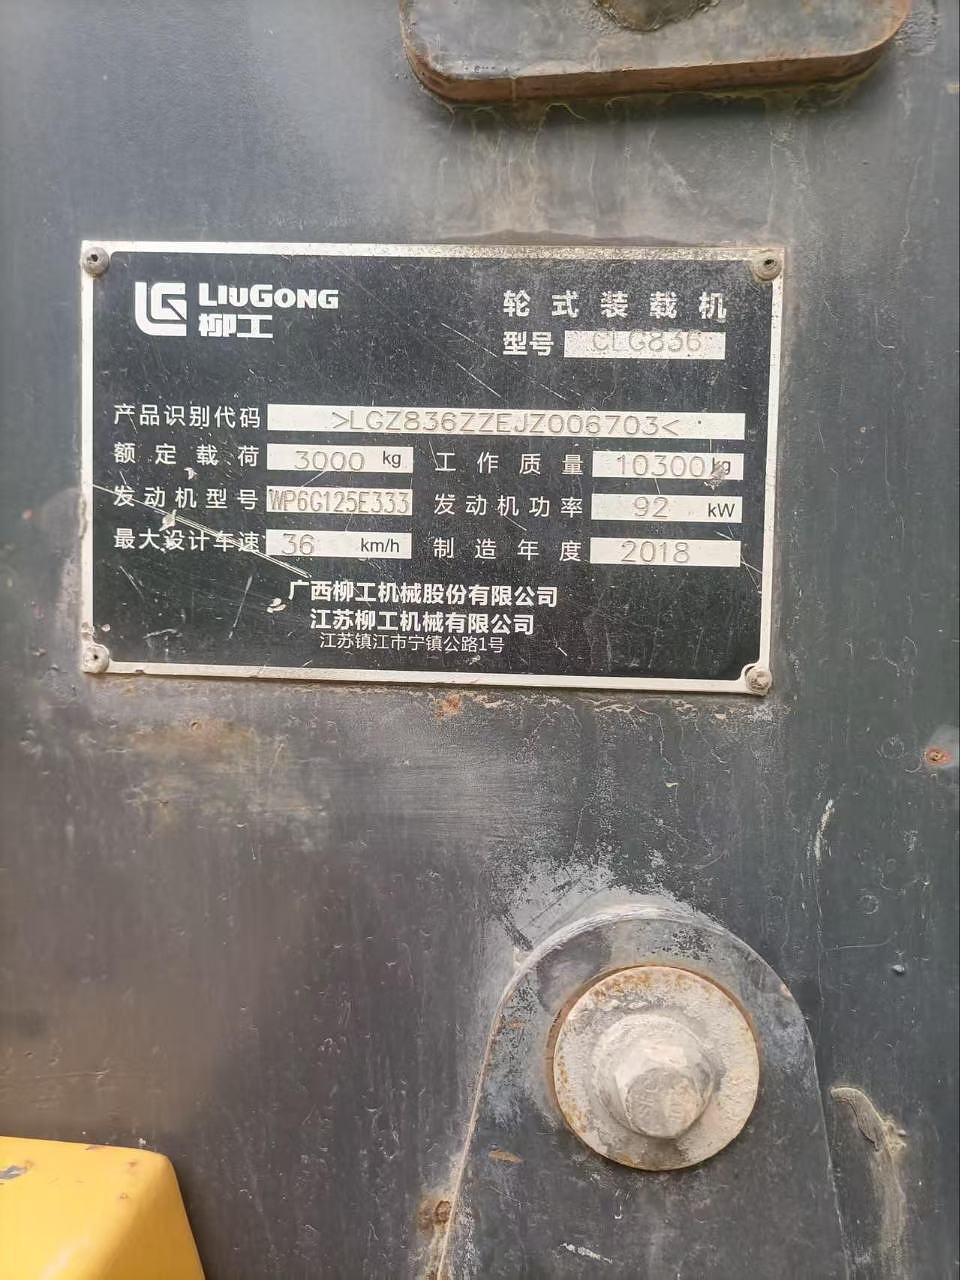 LG LIUGONG
柳工
轮式装载机
型号 CLG836
产品识别代码 >LGZ836ZZEJZ006703<
额定载荷 3000 kg 工作质量 10300 kg
发动机型号 WP6G125E333 发动机功率 92 kW
最大设计车速 36 km/h 制造年度 2018
广西柳工机械股份有限公司
江苏柳工机械有限公司
江苏镇江市宁镇公路1号